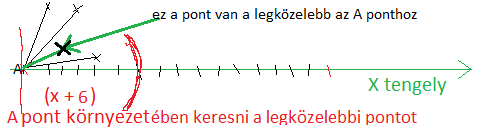 ez a pont van a legközelebb az A ponthoz
A
X tengely
(x + 6)
A pont környezetében keresni a legközelebbi pontot